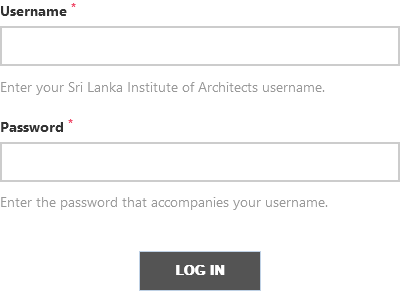 Username *
Enter your Sri Lanka Institute of Architects username.
Password *
Enter the password that accompanies your username.
LOG IN